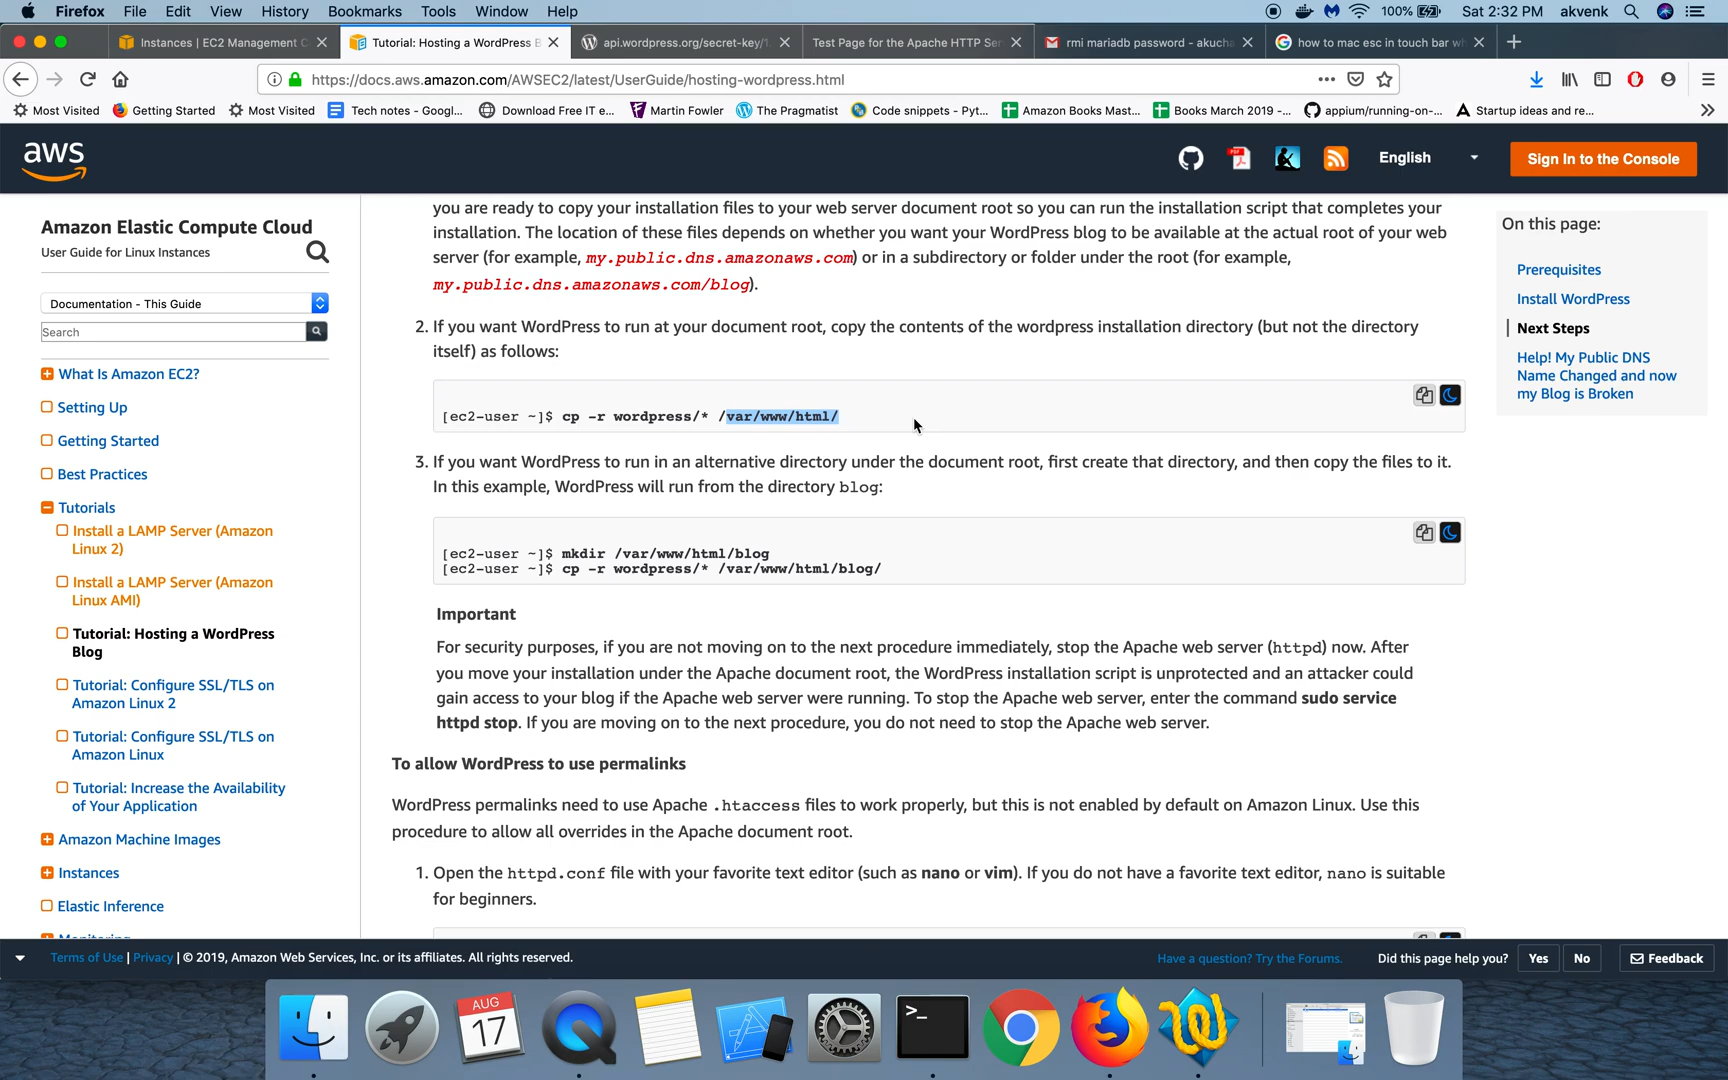 Firefox File Edit View History Bookmarks Tools Window Help 100% Sat 2:32 PM akvenk
Instances | EC2 Management C Tutorial: Hosting a WordPress B api.wordpress.org/secret-key/1. Test Page for the Apache HTTP Ser rmi mariadb password - akucha how to mac esc in touch bar wh
https://docs.aws.amazon.com/AWSEC2/latest/UserGuide/hosting-wordpress.html
Most Visited Getting Started Most Visited Tech notes - Googl... Download Free IT e... Martin Fowler The Pragmatist Code snippets - Pyt... Amazon Books Mast... Books March 2019 -... appium/running-on-... Startup ideas and re...
aws English Sign In to the Console
Amazon Elastic Compute Cloud
User Guide for Linux Instances
Documentation - This Guide
Search
What Is Amazon EC2?
Setting Up
Getting Started
Best Practices
Tutorials
Install a LAMP Server (Amazon
Linux 2)
Install a LAMP Server (Amazon
Linux AMI)
Tutorial: Hosting a WordPress
Blog
Tutorial: Configure SSL/TLS on
Amazon Linux 2
Tutorial: Configure SSL/TLS on
Amazon Linux
Tutorial: Increase the Availability
of Your Application
Amazon Machine Images
Instances
Elastic Inference
Monitoring
you are ready to copy your installation files to your web server document root so you can run the installation script that completes your
installation. The location of these files depends on whether you want your WordPress blog to be available at the actual root of your web
server (for example, my.public.dns.amazonaws.com) or in a subdirectory or folder under the root (for example,
my.public.dns.amazonaws.com/blog).
2. If you want WordPress to run at your document root, copy the contents of the wordpress installation directory (but not the directory
itself) as follows:
[ec2-user ~]$ cp -r wordpress/* /var/www/html/
3. If you want WordPress to run in an alternative directory under the document root, first create that directory, and then copy the files to it.
In this example, WordPress will run from the directory blog:
[ec2-user ~]$ mkdir /var/www/html/blog
[ec2-user ~]$ cp -r wordpress/* /var/www/html/blog/
Important
For security purposes, if you are not moving on to the next procedure immediately, stop the Apache web server (httpd) now. After
you move your installation under the Apache document root, the WordPress installation script is unprotected and an attacker could
gain access to your blog if the Apache web server were running. To stop the Apache web server, enter the command sudo service
httpd stop. If you are moving on to the next procedure, you do not need to stop the Apache web server.
To allow WordPress to use permalinks
WordPress permalinks need to use Apache .htaccess files to work properly, but this is not enabled by default on Amazon Linux. Use this
procedure to allow all overrides in the Apache document root.
1. Open the httpd.conf file with your favorite text editor (such as nano or vim). If you do not have a favorite text editor, nano is suitable
for beginners.
On this page:
Prerequisites
Install WordPress
Next Steps
Help! My Public DNS
Name Changed and now
my Blog is Broken
Terms of Use | Privacy | © 2019, Amazon Web Services, Inc. or its affiliates. All rights reserved. Have a question? Try the Forums. Did this page help you? Yes No Feedback
AUG
17
>_